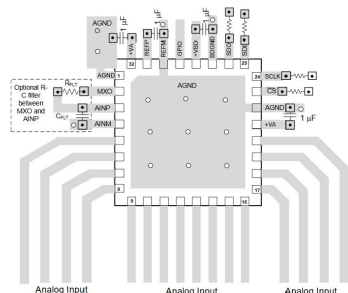 AGND
1 µF
+VA
REFP
REFM
1 µF
GPIO
+VBD
BDGND
1 µF
SDO
SDI
32
25
AGND
1
24
SCLK
Optional R-
C filter
between
MXO and
AINP
RFLT
MXO
AINP
CFLT
AINM
AGND
CS
AGND
+VA
1 µF
8
17
9
16
Analog Input
Analog Input
Analog Input